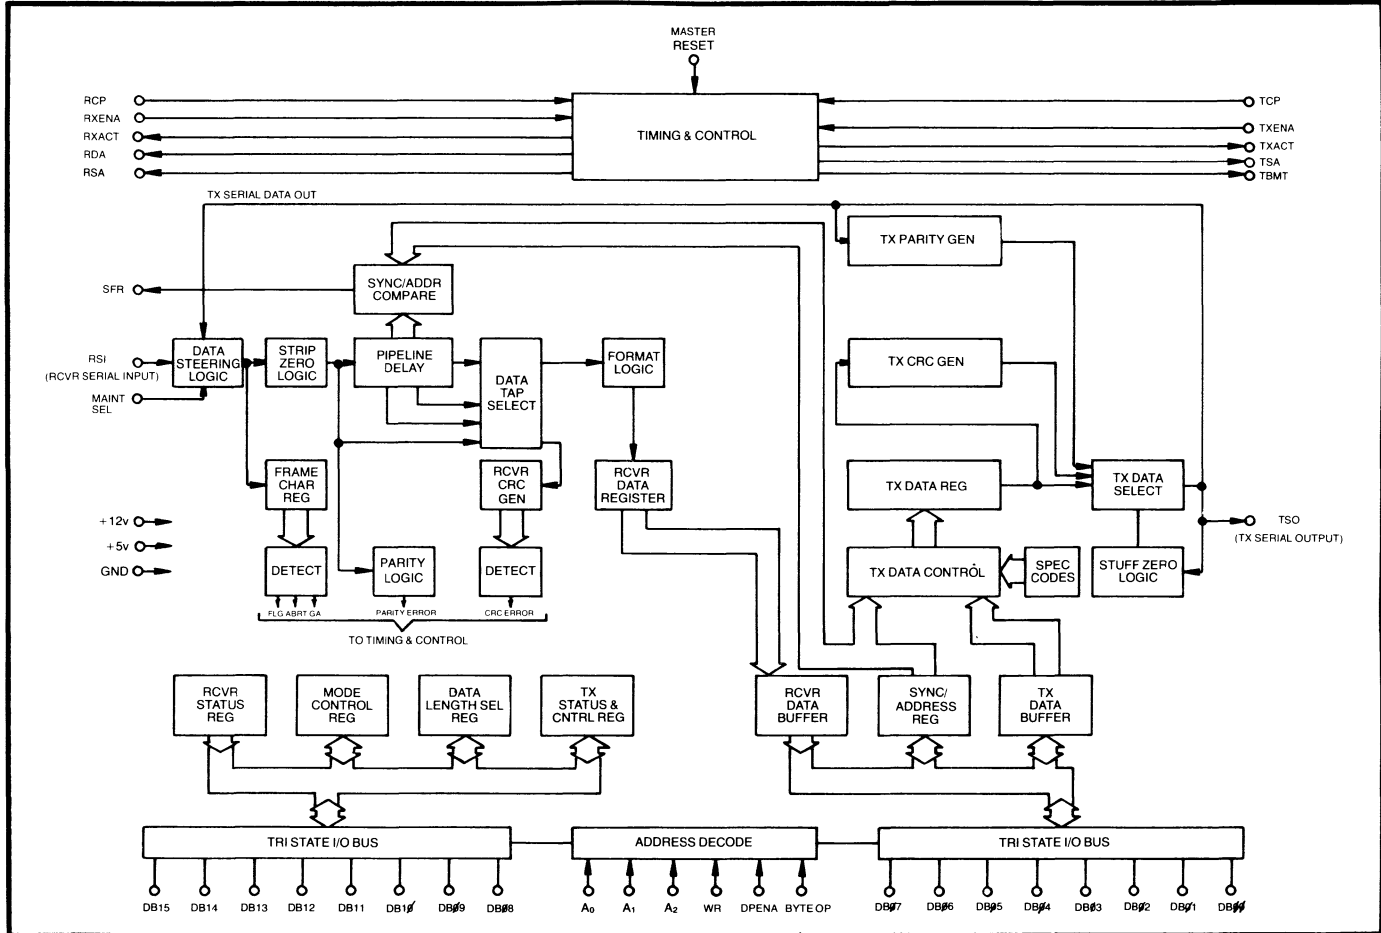 MASTER
RESET
RCP
RXENA
RXACT
RDA
RSA
TIMING & CONTROL
TCP
TXENA
TXACT
TSA
TBMT
TX SERIAL DATA OUT
TX PARITY GEN
SFR
SYNC/ADDR
COMPARE
RSI
(RCVR SERIAL INPUT)
MAINT
SEL
DATA
STEERING
LOGIC
STRIP
ZERO
LOGIC
PIPELINE
DELAY
DATA
TAP
SELECT
FORMAT
LOGIC
TX CRC GEN
FRAME
CHAR
REG
RCVR
CRC
GEN
RCVR
DATA
REGISTER
TX DATA REG
TX DATA
SELECT
+12v
+5v
GND
TSO
(TX SERIAL OUTPUT)
DETECT
PARITY
LOGIC
DETECT
TX DATA CONTROL
SPEC
CODES
STUFF ZERO
LOGIC
FLG ABRT GA
PARITY ERROR
CRC ERROR
TO TIMING & CONTROL
RCVR
STATUS
REG
MODE
CONTROL
REG
DATA
LENGTH SEL
REG
TX
STATUS &
CNTRL REG
RCVR
DATA
BUFFER
SYNC/
ADDRESS
REG
TX
DATA
BUFFER
TRI STATE I/O BUS
ADDRESS DECODE
TRI STATE I/O BUS
DB15
DB14
DB13
DB12
DB11
DB1Ø
DBØ9
DBØ8
A₀
A₁
A₂
WR
DPENA
BYTE OP
DBØ7
DBØ6
DBØ5
DBØ4
DBØ3
DBØ2
DBØ1
DBØØ